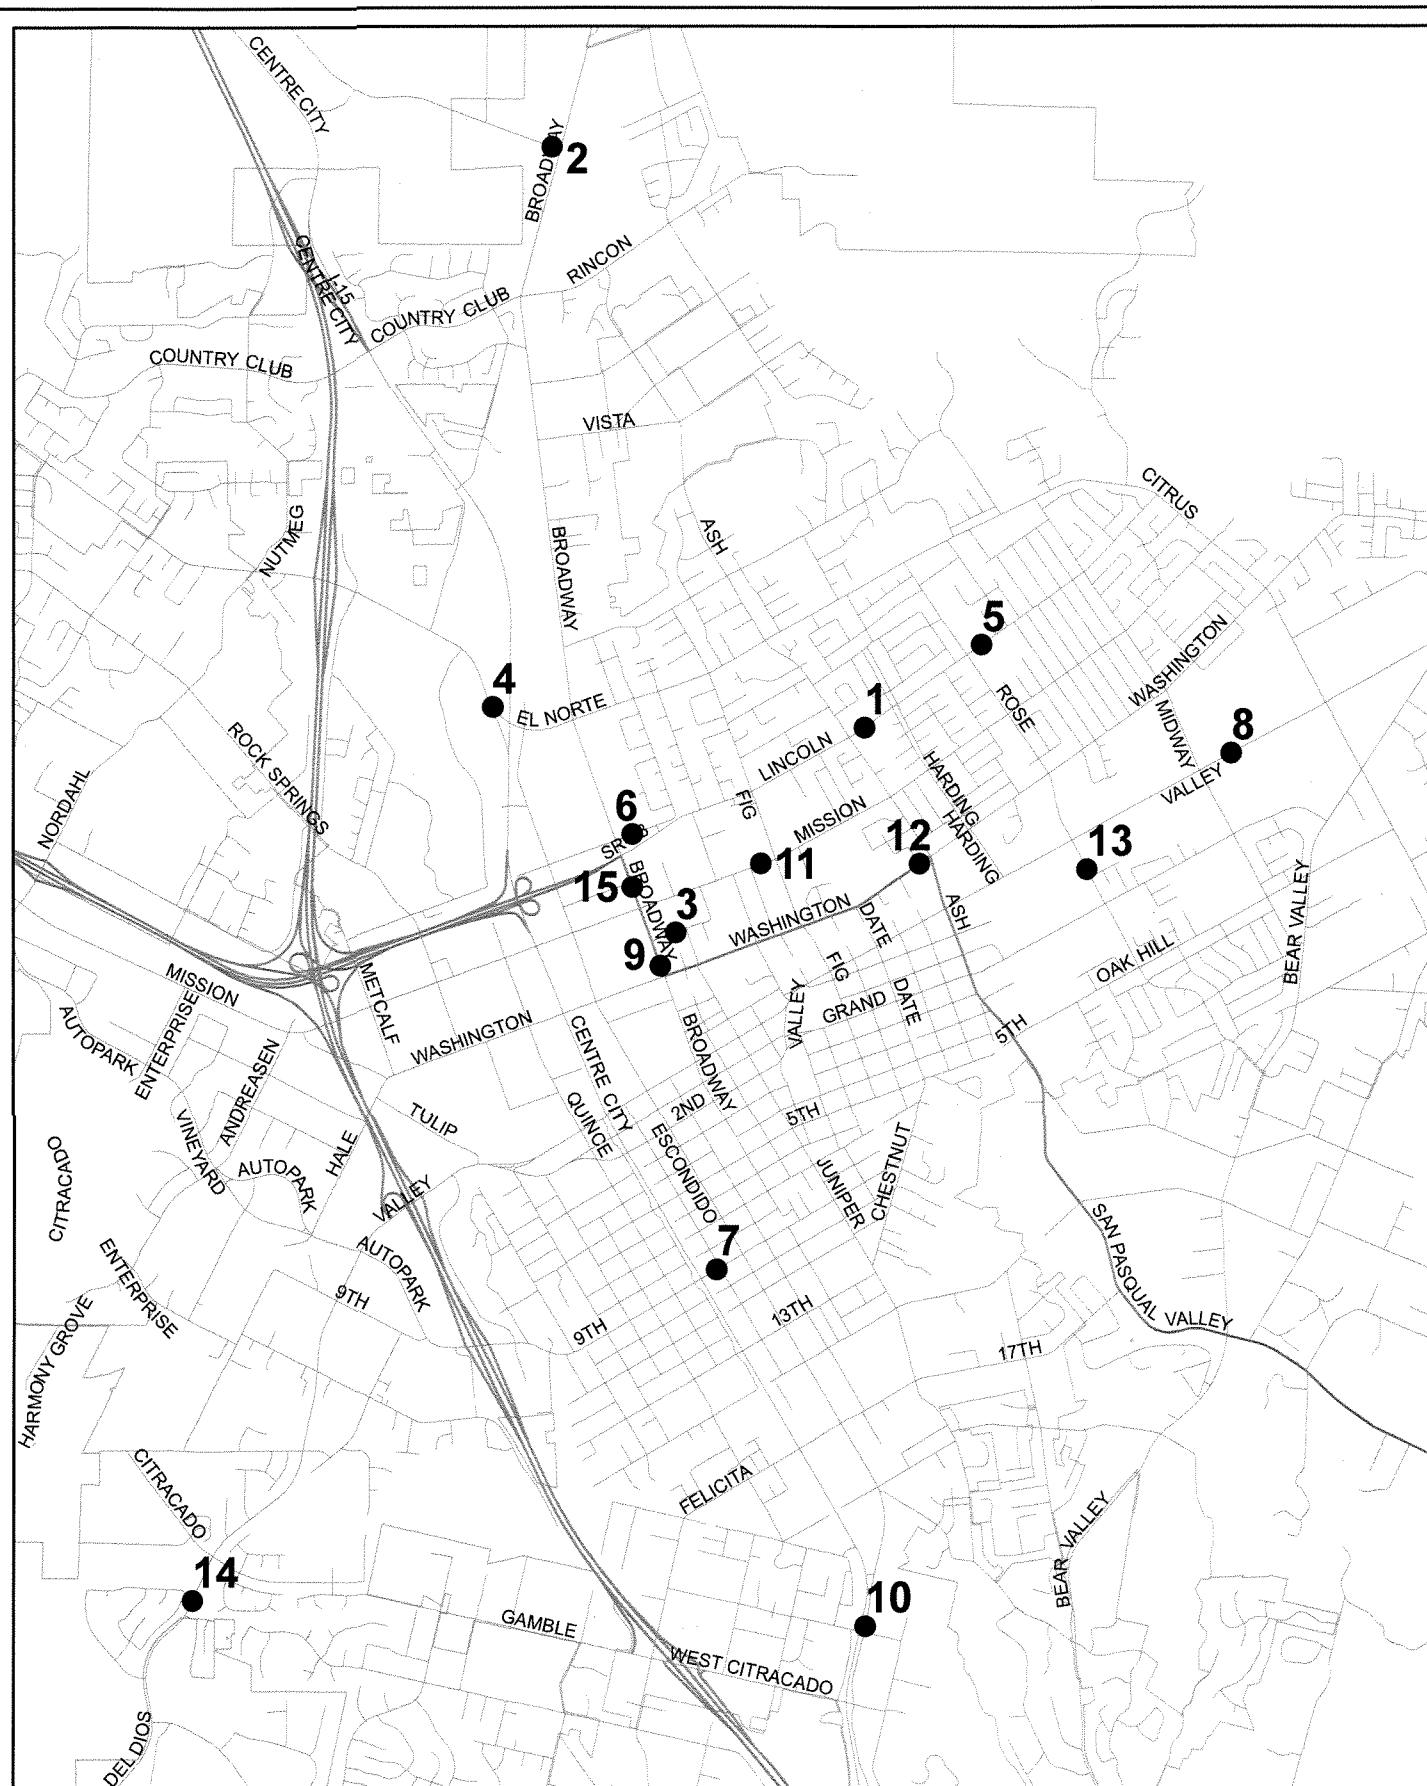 CENTRE CITY
BROADWAY
2
RINCON
CENTRE CITY
I-15
COUNTRY CLUB
COUNTRY CLUB
VISTA
CITRUS
NUTMEG
BROADWAY
ASH
5
WASHINGTON
4
EL NORTE
1
ROSE
MIDWAY
8
ROCK SPRINGS
LINCOLN
NORDAHL
FIG
HARDING
VALLEY
6
MISSION
HARDING
12
13
11
15
BROADWAY
3
WASHINGTON
DATE
ASH
BEAR VALLEY
9
FIG
OAK HILL
MISSION
METCALF
AUTOPARK
ENTERPRISE
WASHINGTON
VALLEY
GRAND
DATE
5TH
ANDREASEN
CENTRE CITY
BROADWAY
2ND
5TH
VINEYARD
TULIP
QUINCE
ESCONDIDO
CITRACADO
HALE
AUTOPARK
VALLEY
JUNIPER
CHESTNUT
SAN PASQUAL VALLEY
7
ENTERPRISE
AUTOPARK
9TH
9TH
13TH
HARMONY GROVE
17TH
CITRACADO
FELICITA
BEAR VALLEY
14
10
GAMBLE
WEST CITRACADO
DEL DIOS